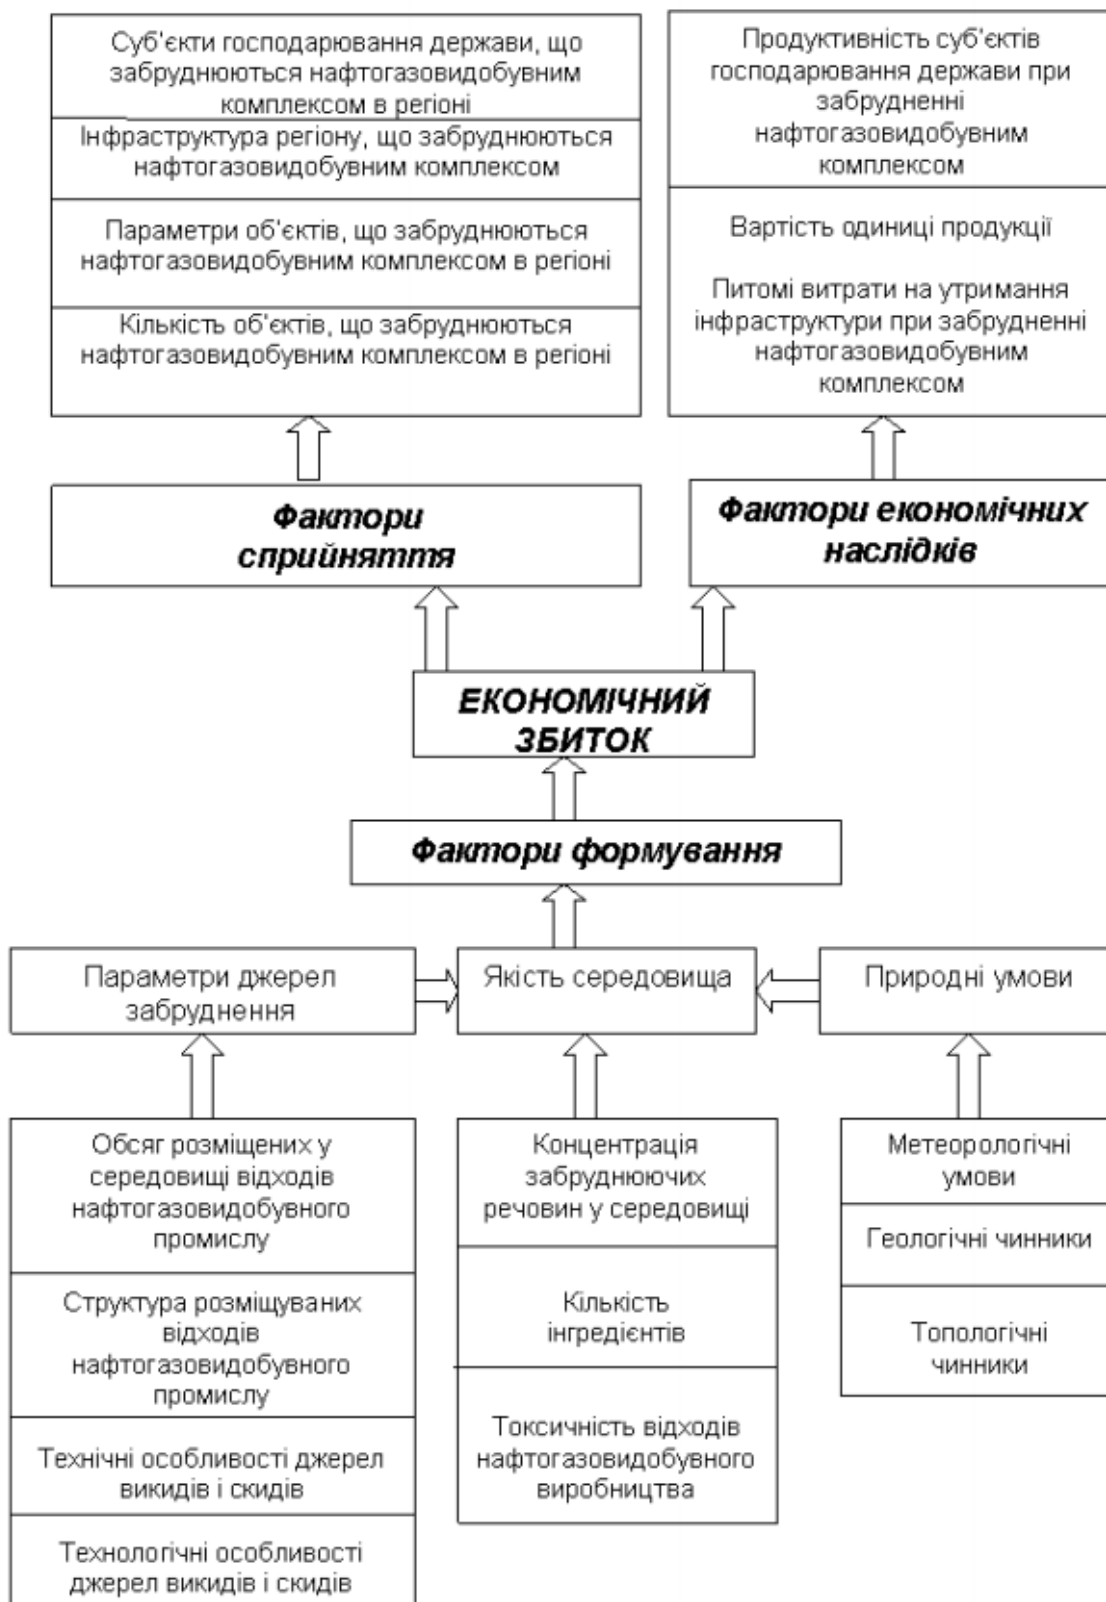 Суб'єкти господарювання держави, що
забруднюються нафтогазовидобувним
комплексом в регіоні
Інфраструктура регіону, що забруднюються
нафтогазовидобувним комплексом
Параметри об'єктів, що забруднюються
нафтогазовидобувним комплексом в регіоні
Кількість об'єктів, що забруднюються
нафтогазовидобувним комплексом в регіоні
Продуктивність суб'єктів
господарювання держави при
забрудненні
нафтогазовидобувним
комплексом
Вартість одиниці продукції
Питомі витрати на утримання
інфраструктури при забрудненні
нафтогазовидобувним
комплексом
Фактори
сприйняття
Фактори економічних
наслідків
ЕКОНОМІЧНИЙ
ЗБИТОК
Фактори формування
Параметри джерел
забруднення
Якість середовища
Природні умови
Обсяг розміщених у
середовищі відходів
нафтогазовидобувного
промислу
Структура розміщуваних
відходів
нафтогазовидобувного
промислу
Технічні особливості джерел
викидів і скидів
Технологічні особливості
джерел викидів і скидів
Концентрація
забруднюючих
речовин у середовищі
Кількість
інгредієнтів
Токсичність відходів
нафтогазовидобувного
виробництва
Метеорологічні
умови
Геологічні чинники
Топологічні
чинники